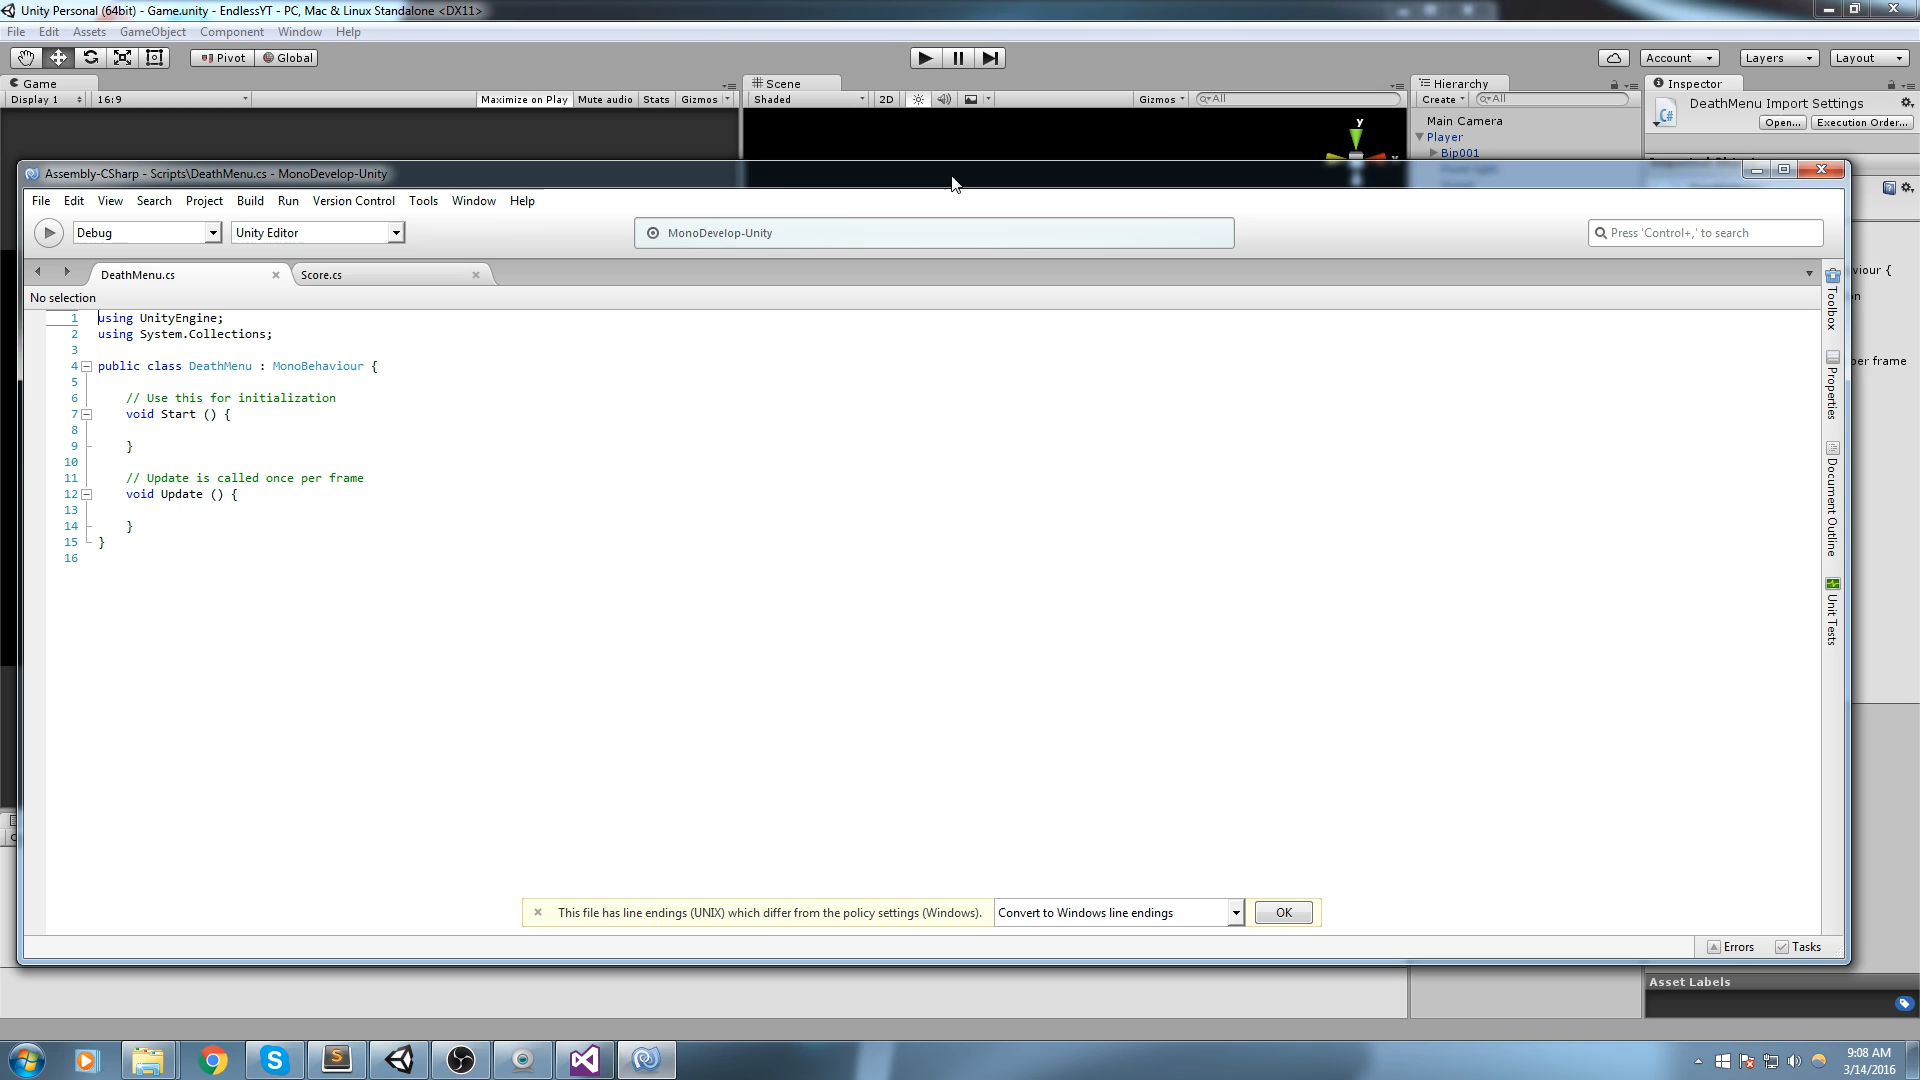 Unity Personal (64bit) - Game.unity - EndlessYT - PC, Mac & Linux Standalone <DX11>
File Edit Assets GameObject Component Window Help
Pivot Global Account Layers Layout
Game Scene Hierarchy Inspector
Display 1 16:9 Maximize on Play Mute audio Stats Gizmos Shaded 2D Gizmos All Create All
DeathMenu Import Settings
Open... Execution Order...
Main Camera
Player
Bip001
y
Assembly-CSharp - Scripts\DeathMenu.cs - MonoDevelop-Unity
File Edit View Search Project Build Run Version Control Tools Window Help
Debug Unity Editor MonoDevelop-Unity Press 'Control+,' to search
DeathMenu.cs Score.cs
No selection
1 using UnityEngine;
2 using System.Collections;
3
4 public class DeathMenu : MonoBehaviour {
5
6 // Use this for initialization
7 void Start () {
8
9 }
10
11 // Update is called once per frame
12 void Update () {
13
14 }
15 }
16
Toolbox
Properties
Document Outline
Unit Tests
viour {
per frame
This file has line endings (UNIX) which differ from the policy settings (Windows). Convert to Windows line endings OK
Errors Tasks
Asset Labels
9:08 AM
3/14/2016